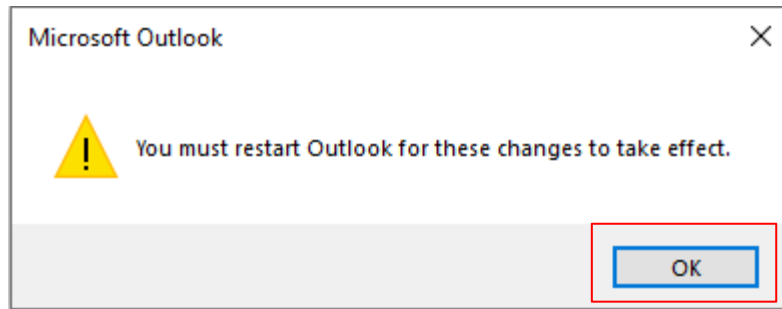 Microsoft Outlook
You must restart Outlook for these changes to take effect.
OK